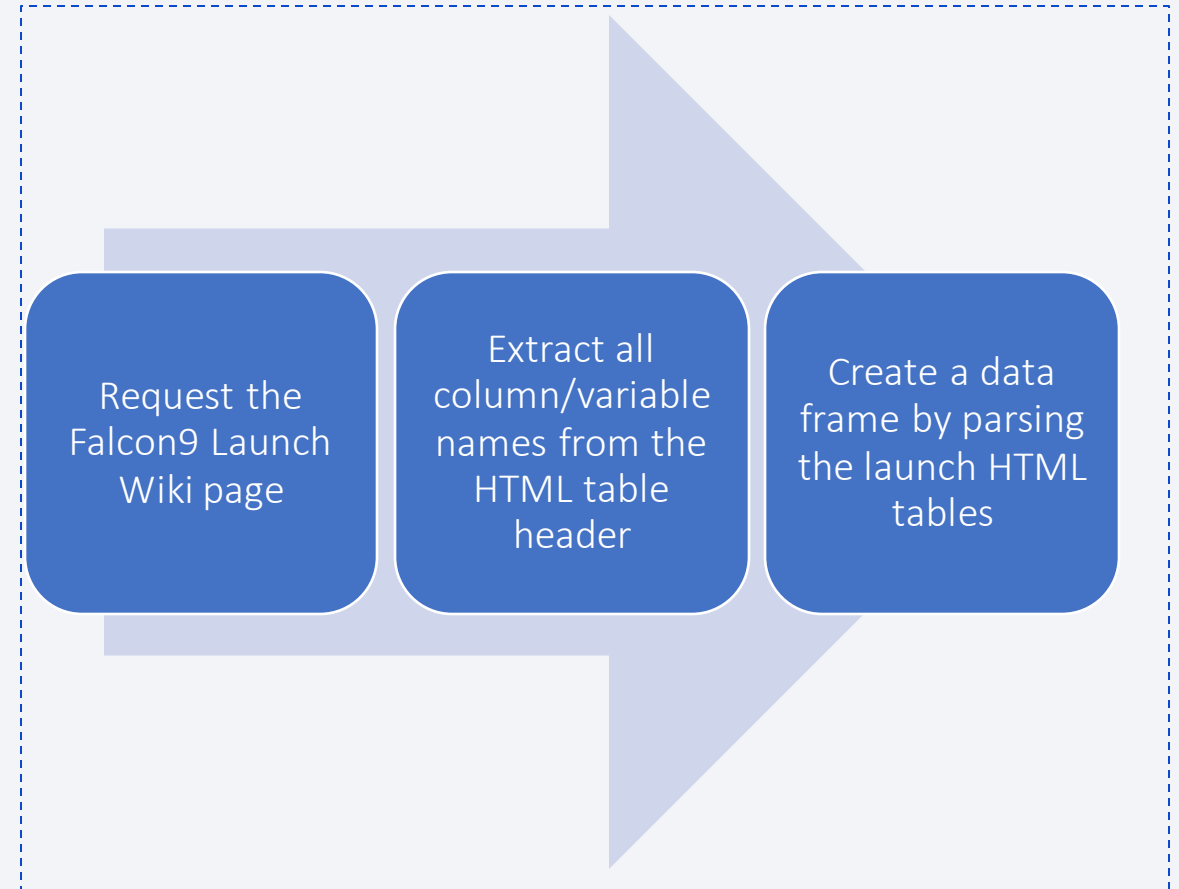 Request the
Falcon9 Launch
Wiki page
Extract all
column/variable
names from the
HTML table
header
Create a data
frame by parsing
the launch HTML
tables